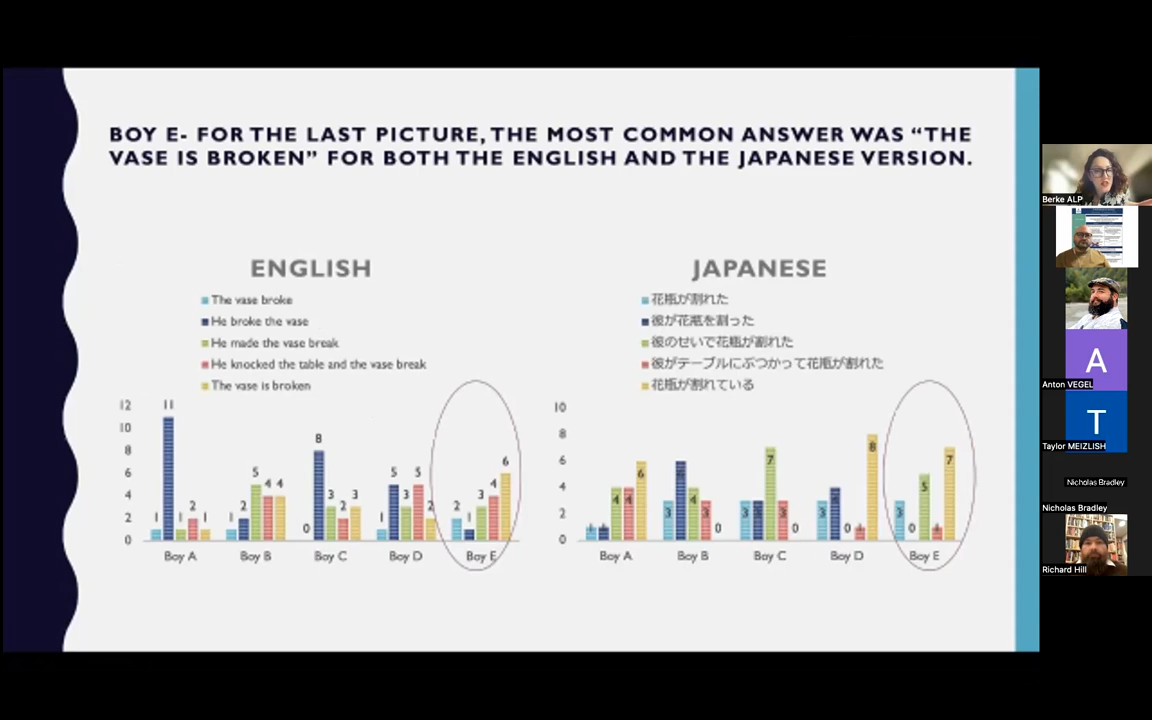 BOY E- FOR THE LAST PICTURE, THE MOST COMMON ANSWER WAS “THE
VASE IS BROKEN” FOR BOTH THE ENGLISH AND THE JAPANESE VERSION.
ENGLISH
The vase broke
He broke the vase
He made the vase break
He knocked the table and the vase break
The vase is broken
12
10
8
6
4
2
0
1 11 1 2 1
1 2 5 4 4
0 8 3 2 3
1 5 3 5 2
2 1 3 4 6
Boy A Boy B Boy C Boy D Boy E
JAPANESE
花瓶が割れた
彼が花瓶を割った
彼のせいで花瓶が割れた
彼がテーブルにぶつかって花瓶が割れた
花瓶が割れている
10
8
6
4
2
0
1 1 4 4 6
3 6 4 3 0
3 3 7 3 0
3 4 0 1 8
3 0 5 1 7
Boy A Boy B Boy C Boy D Boy E
Berke ALP
A
Anton VEGEL
T
Taylor MEIZLISH
Nicholas Bradley
Nicholas Bradley
Richard Hill